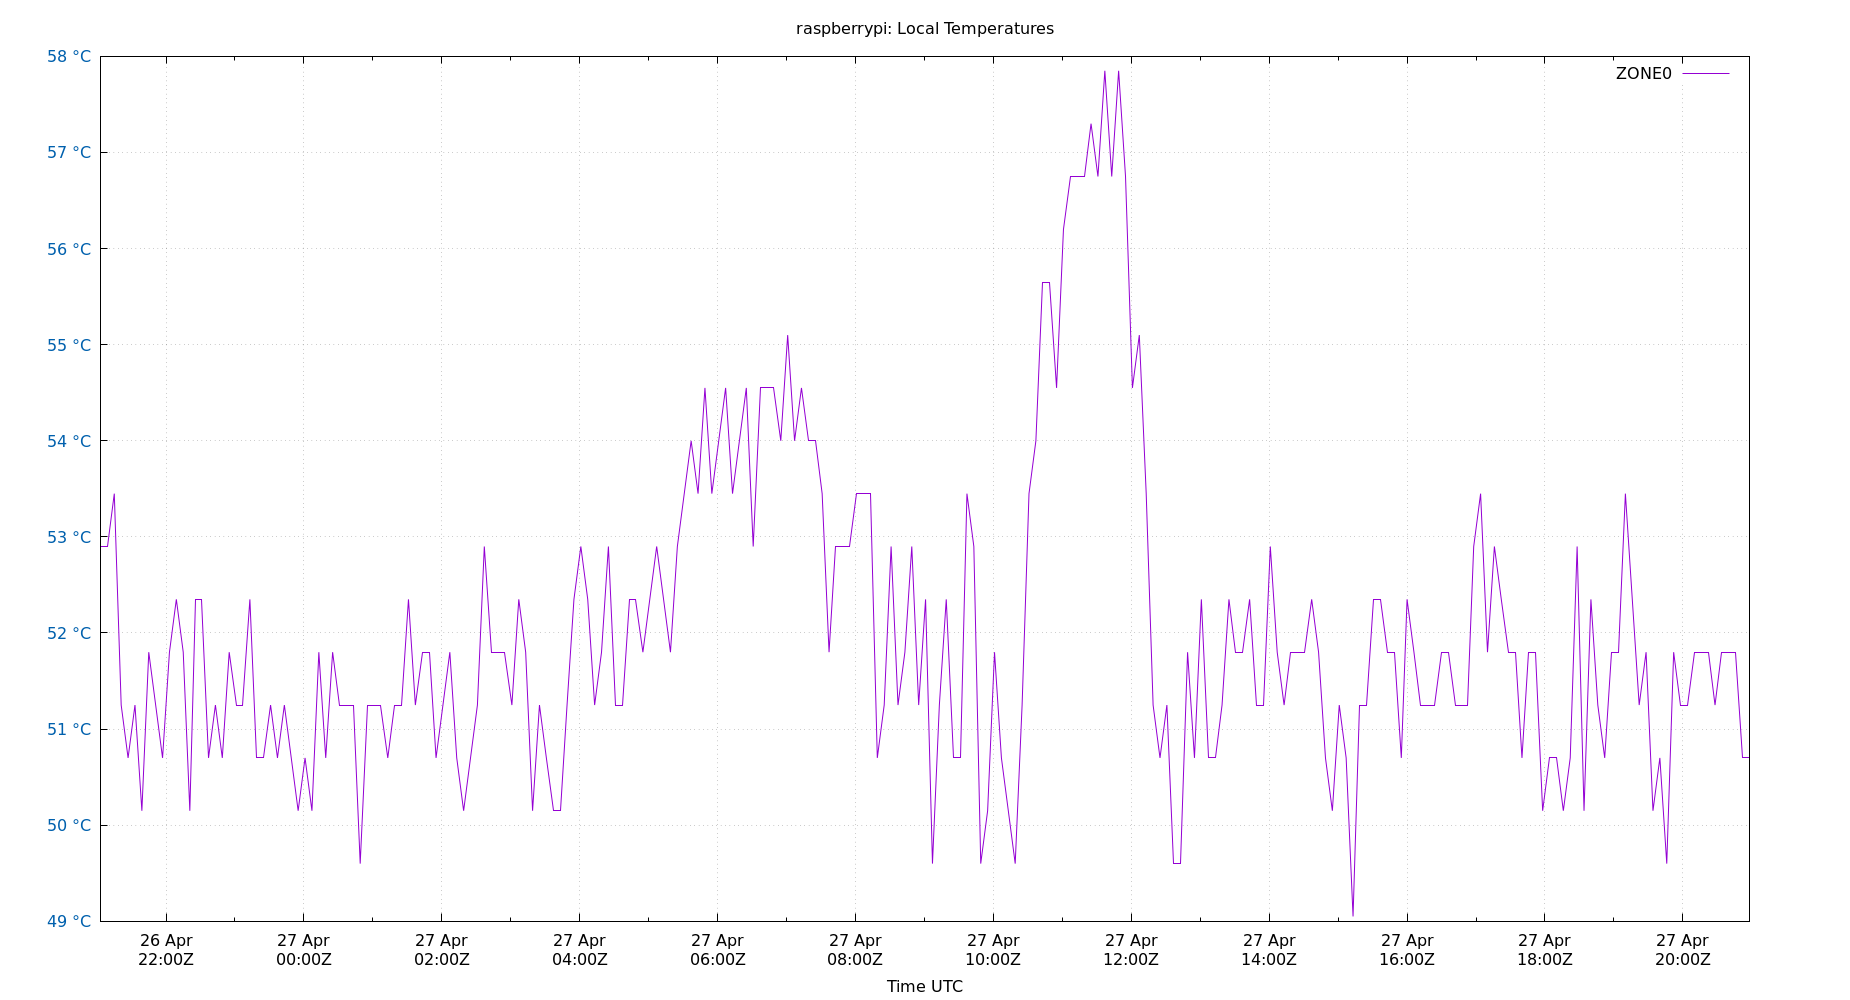 raspberrypi: Local Temperatures
58 °C
ZONE0
57 °C
56 °C
55 °C
54 °C
53 °C
52 °C
51 °C
50 °C
49 °C
26 Apr 27 Apr 27 Apr 27 Apr 27 Apr 27 Apr 27 Apr 27 Apr 27 Apr 27 Apr 27 Apr 27 Apr
22:00Z 00:00Z 02:00Z 04:00Z 06:00Z 08:00Z 10:00Z 12:00Z 14:00Z 16:00Z 18:00Z 20:00Z
Time UTC